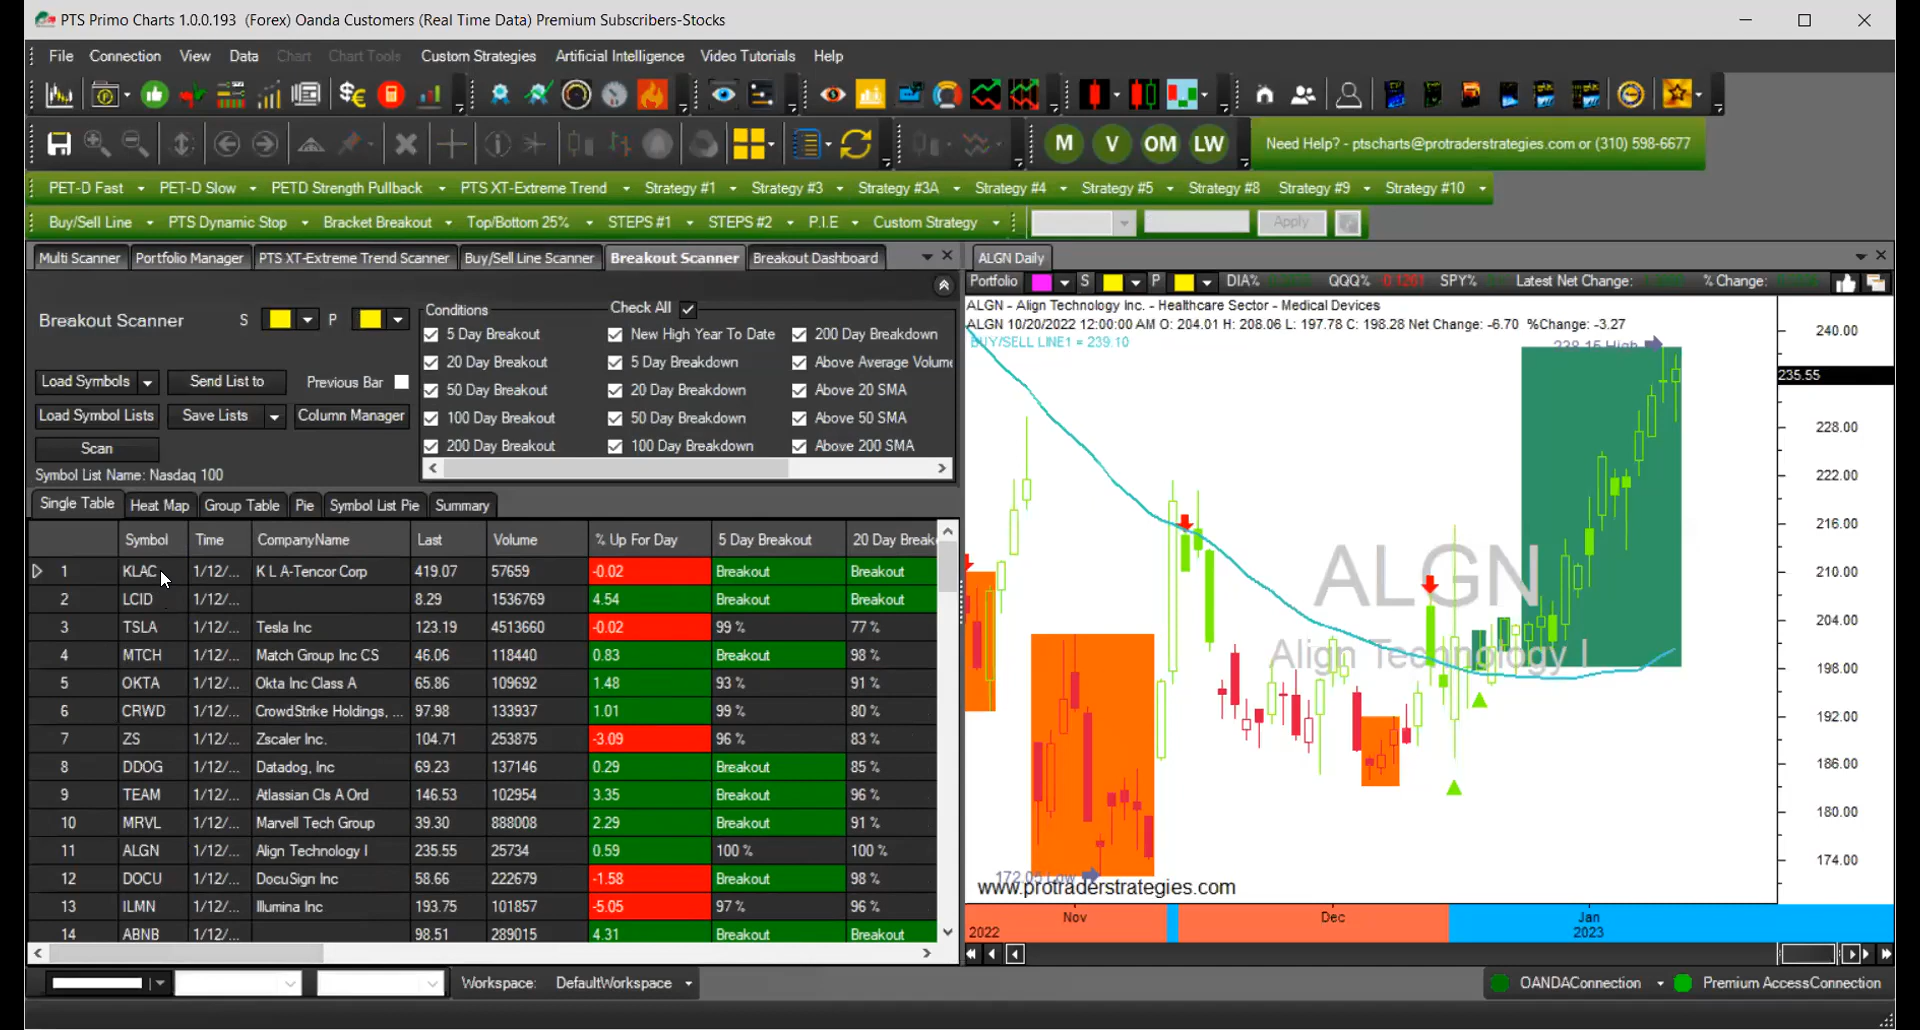 PTS Primo Charts 1.0.0.193 (Forex) Oanda Customers (Real Time Data) Premium Subscribers-Stocks
File Connection View Data Chart Chart Tools Custom Strategies Artificial Intelligence Video Tutorials Help
M V OM LW Need Help? - ptscharts@protraderstrategies.com or (310) 598-6677
PET-D Fast PET-D Slow PETD Strength Pullback PTS XT-Extreme Trend Strategy #1 Strategy #3 Strategy #3A Strategy #4 Strategy #5 Strategy #8 Strategy #9 Strategy #10
Buy/Sell Line PTS Dynamic Stop Bracket Breakout Top/Bottom 25% STEPS #1 STEPS #2 P.I.E Custom Strategy Apply
Multi Scanner Portfolio Manager PTS XT-Extreme Trend Scanner Buy/Sell Line Scanner Breakout Scanner Breakout Dashboard
Breakout Scanner S P
Conditions Check All
5 Day Breakout New High Year To Date 200 Day Breakdown
20 Day Breakout 5 Day Breakdown Above Average Volume
50 Day Breakout 20 Day Breakdown Above 20 SMA
100 Day Breakout 50 Day Breakdown Above 50 SMA
200 Day Breakout 100 Day Breakdown Above 200 SMA
Load Symbols Send List to Previous Bar
Load Symbol Lists Save Lists Column Manager
Scan
Symbol List Name: Nasdaq 100
Single Table Heat Map Group Table Pie Symbol List Pie Summary
Symbol Time CompanyName Last Volume % Up For Day 5 Day Breakout 20 Day Break
1 KLAC 1/12/... K L A-Tencor Corp 419.07 57659 -0.02 Breakout Breakout
2 LCID 1/12/... 8.29 1536769 4.54 Breakout Breakout
3 TSLA 1/12/... Tesla Inc 123.19 4513660 -0.02 99 % 77 %
4 MTCH 1/12/... Match Group Inc CS 46.06 118440 0.83 Breakout 98 %
5 OKTA 1/12/... Okta Inc Class A 65.86 109692 1.48 93 % 91 %
6 CRWD 1/12/... CrowdStrike Holdings, ... 97.98 133937 1.01 99 % 80 %
7 ZS 1/12/... Zscaler Inc. 104.71 253875 -3.09 96 % 83 %
8 DDOG 1/12/... Datadog, Inc 69.23 137146 0.29 Breakout 85 %
9 TEAM 1/12/... Atlassian Cls A Ord 146.53 102954 3.35 Breakout 96 %
10 MRVL 1/12/... Marvell Tech Group 39.30 888008 2.29 Breakout 91 %
11 ALGN 1/12/... Align Technology I 235.55 25734 0.59 100 % 100 %
12 DOCU 1/12/... DocuSign Inc 58.66 222679 -1.58 Breakout 98 %
13 ILMN 1/12/... Illumina Inc 193.75 101857 -5.05 97 % 96 %
14 ABNB 1/12/... 98.51 289015 4.31 Breakout Breakout
ALGN Daily
Portfolio S P DIA% QQQ% -0.1261 SPY% Latest Net Change: % Change:
ALGN - Align Technology Inc. - Healthcare Sector - Medical Devices
ALGN 10/20/2022 12:00:00 AM O: 204.01 H: 208.06 L: 197.78 C: 198.28 Net Change: -6.70 %Change: -3.27
BUY/SELL LINE1 = 239.10
238.15 High
240.00
235.55
228.00
222.00
216.00
210.00
204.00
198.00
192.00
186.00
180.00
174.00
ALGN
Align Technology I
172.05 Low
www.protraderstrategies.com
Nov Dec Jan
2022 2023
Workspace: DefaultWorkspace OANDAConnection Premium AccessConnection